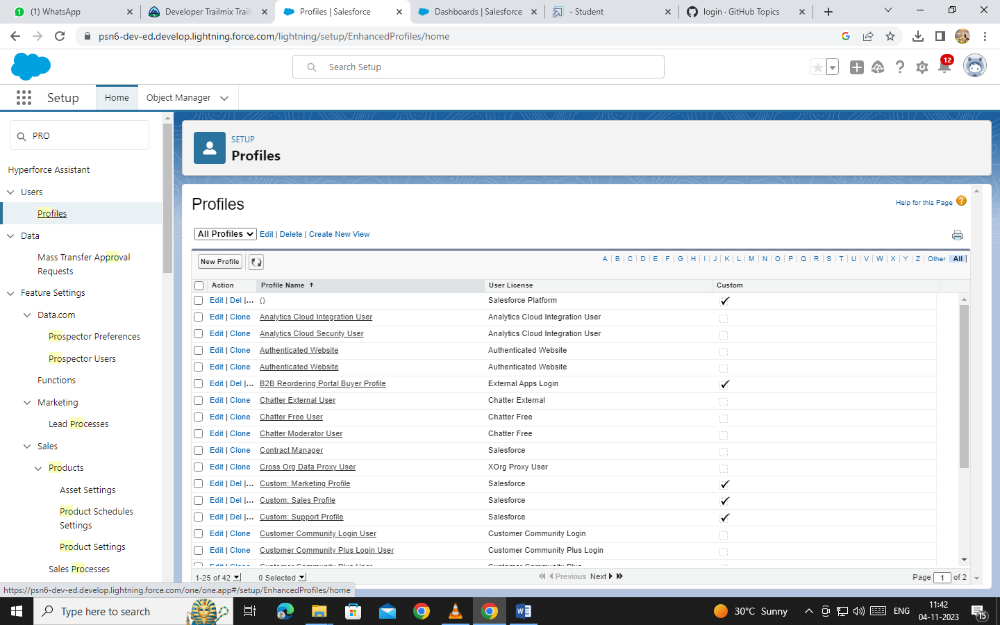 (1) WhatsApp
Developer Trailmix Trail
Profiles | Salesforce
Dashboards | Salesforce
- Student
login · GitHub Topics
psn6-dev-ed.develop.lightning.force.com/lightning/setup/EnhancedProfiles/home
Search Setup
12
Setup
Home
Object Manager
PRO
Hyperforce Assistant
Users
Profiles
Data
Mass Transfer Approval
Requests
Feature Settings
Data.com
Prospector Preferences
Prospector Users
Functions
Marketing
Lead Processes
Sales
Products
Asset Settings
Product Schedules
Settings
Product Settings
Sales Processes
SETUP
Profiles
Profiles
Help for this Page
All Profiles Edit | Delete | Create New View
New Profile
A | B | C | D | E | F | G | H | I | J | K | L | M | N | O | P | Q | R | S | T | U | V | W | X | Y | Z | Other | All |
Action Profile Name User License Custom
Edit | Del |... () Salesforce Platform
Edit | Clone Analytics Cloud Integration User Analytics Cloud Integration User
Edit | Clone Analytics Cloud Security User Analytics Cloud Integration User
Edit | Clone Authenticated Website Authenticated Website
Edit | Clone Authenticated Website Authenticated Website
Edit | Del |... B2B Reordering Portal Buyer Profile External Apps Login
Edit | Clone Chatter External User Chatter External
Edit | Clone Chatter Free User Chatter Free
Edit | Clone Chatter Moderator User Chatter Free
Edit | Clone Contract Manager Salesforce
Edit | Clone Cross Org Data Proxy User XOrg Proxy User
Edit | Del |... Custom: Marketing Profile Salesforce
Edit | Del |... Custom: Sales Profile Salesforce
Edit | Del |... Custom: Support Profile Salesforce
Edit | Clone Customer Community Login User Customer Community Login
Edit | Clone Customer Community Plus Login User Customer Community Plus Login
1-25 of 42 0 Selected Previous Next Page 1 of 2
https://psn6-dev-ed.develop.lightning.force.com/one/one.app#/setup/EnhancedProfiles/home
Type here to search
30°C Sunny
ENG
11:42
04-11-2023
15